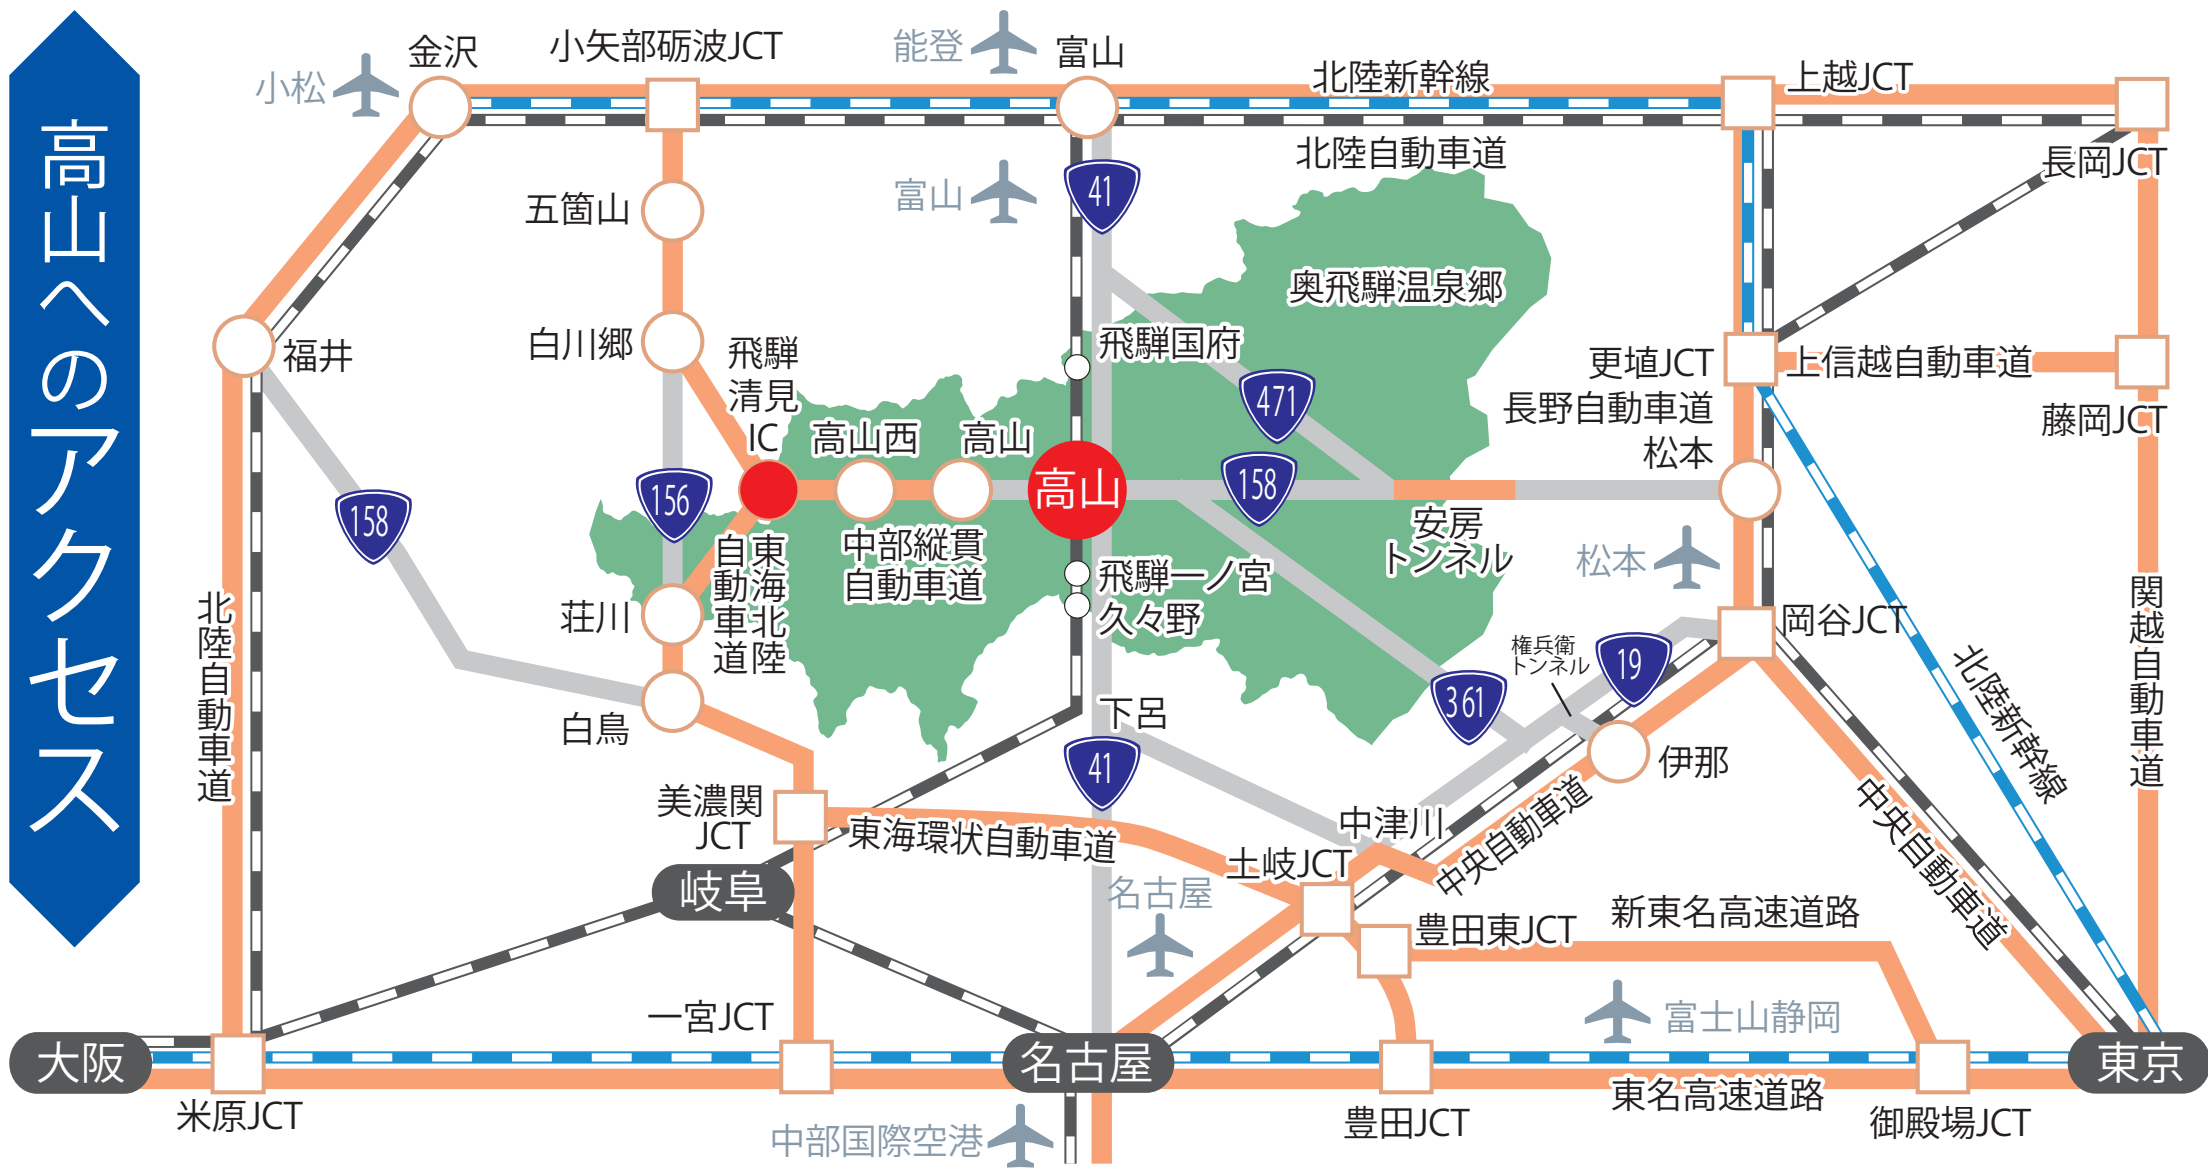 高山へのアクセス
小松
金沢
小矢部砺波JCT
能登
富山
北陸新幹線
上越JCT
北陸自動車道
長岡JCT
五箇山
富山
41
奥飛騨温泉郷
福井
白川郷
飛騨
清見
IC
飛騨国府
更埴JCT
上信越自動車道
長野自動車道
藤岡JCT
471
高山西
高山
松本
158
156
高山
158
安房
トンネル
東海北陸
自動車道
中部縦貫
自動車道
飛騨一ノ宮
久々野
松本
北陸自動車道
荘川
岡谷JCT
関越自動車道
権兵衛
トンネル
19
北陸新幹線
白鳥
下呂
361
伊那
41
美濃関
JCT
東海環状自動車道
中津川
中央自動車道
中央自動車道
土岐JCT
岐阜
名古屋
豊田東JCT
新東名高速道路
一宮JCT
富士山静岡
大阪
名古屋
東京
米原JCT
豊田JCT
東名高速道路
御殿場JCT
中部国際空港